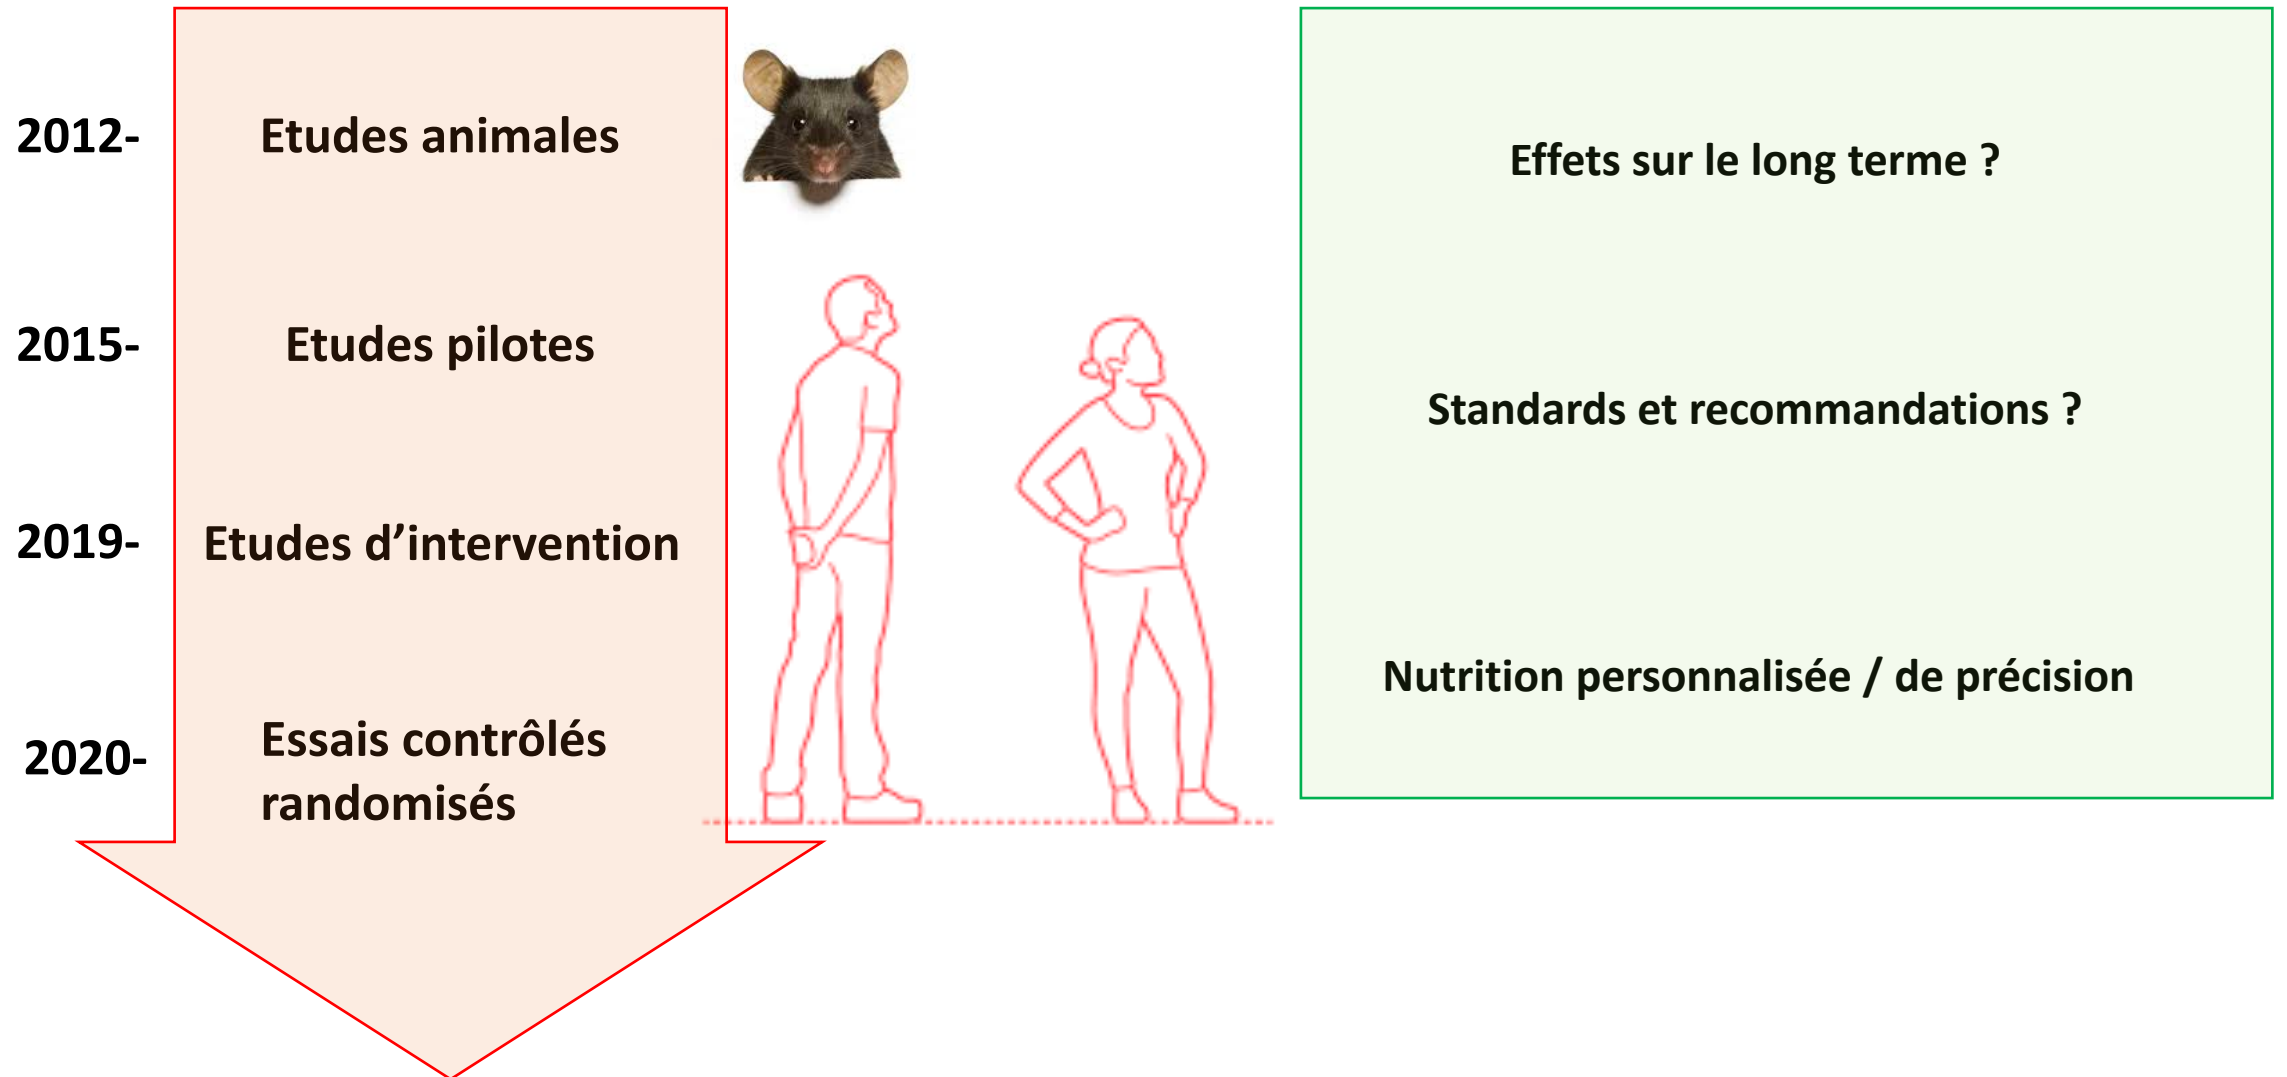 2012-
Etudes animales
2015-
Etudes pilotes
2019-
Etudes d’intervention
2020-
Essais contrôlés
randomisés
Effets sur le long terme ?
Standards et recommandations ?
Nutrition personnalisée / de précision